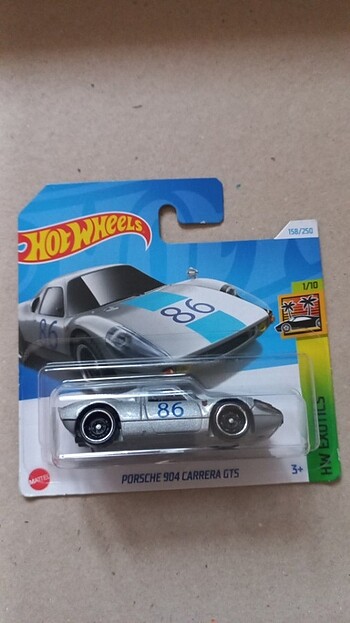 HOT WHEELS
158/250
1/10
86
86
86
HW EXOTICS
MATTEL
PORSCHE 904 CARRERA GTS
3+